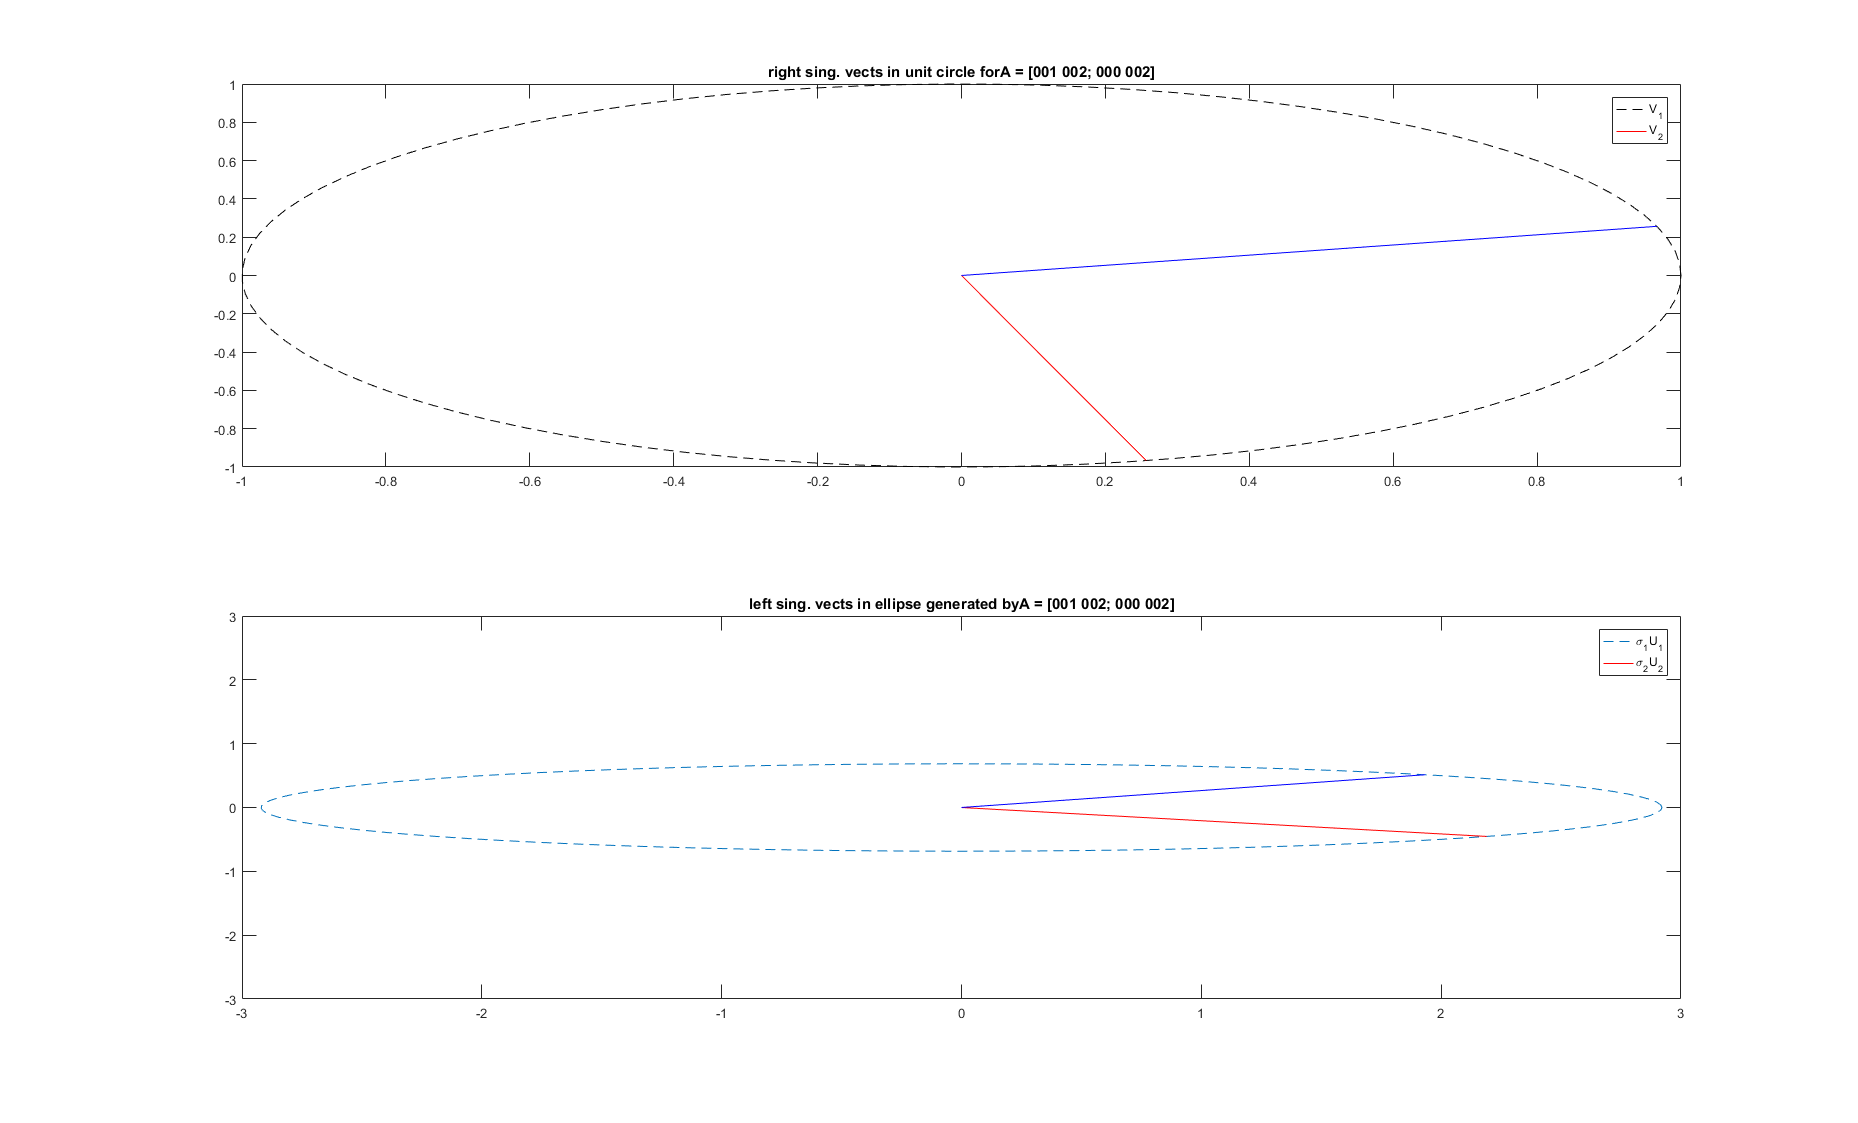 right sing. vects in unit circle forA = [001 002; 000 002]
1
0.8
0.6
0.4
0.2
0
-0.2
-0.4
-0.6
-0.8
-1
V1
V2
-1 -0.8 -0.6 -0.4 -0.2 0 0.2 0.4 0.6 0.8 1
left sing. vects in ellipse generated byA = [001 002; 000 002]
3
2
1
0
-1
-2
-3
σ1U1
σ2U2
-3 -2 -1 0 1 2 3